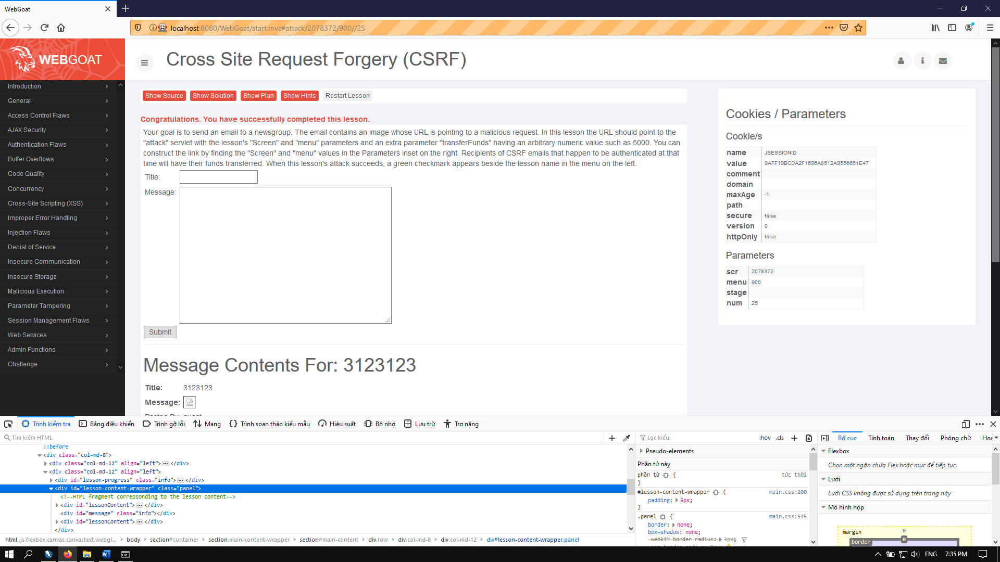 WebGoat
localhost:8080/WebGoat/start.mvc#attack/2078372/900//25
WEBGOAT
Cross Site Request Forgery (CSRF)
Introduction
General
Access Control Flaws
AJAX Security
Authentication Flaws
Buffer Overflows
Code Quality
Concurrency
Cross-Site Scripting (XSS)
Improper Error Handling
Injection Flaws
Denial of Service
Insecure Communication
Insecure Storage
Malicious Execution
Parameter Tampering
Session Management Flaws
Web Services
Admin Functions
Challenge
Show Source Show Solution Show Plan Show Hints Restart Lesson
Congratulations. You have successfully completed this lesson.
Your goal is to send an email to a newsgroup. The email contains an image whose URL is pointing to a malicious request. In this lesson the URL should point to the
"attack" servlet with the lesson's "Screen" and "menu" parameters and an extra parameter "transferFunds" having an arbitrary numeric value such as 5000. You can
construct the link by finding the "Screen" and "menu" values in the Parameters inset on the right. Recipients of CSRF emails that happen to be authenticated at that
time will have their funds transferred. When this lesson's attack succeeds, a green checkmark appears beside the lesson name in the menu on the left.
Title:
Message:
Submit
Message Contents For: 3123123
Title: 3123123
Message:
Cookies / Parameters
Cookie/s
name JSESSIONID
value 9AFF19BCDA2F1696A8512A9556651E47
comment
domain
maxAge -1
path
secure false
version 0
httpOnly false
Parameters
scr 2078372
menu 900
stage
num 25
Trình kiểm tra Bảng điều khiển Trình gỡ lỗi Mạng Trình soạn thảo kiểu mẫu Hiệu suất Bộ nhớ Lưu trữ Trợ năng
Tìm kiếm HTML
::before
<div class="col-md-8">
<div class="col-md-12" align="left">…</div>
<div class="col-md-12" align="left">
<div id="lesson-progress" class="info">…</div>
<div id="lesson-content-wrapper" class="panel">
<!--HTML fragment correpsonding to the lesson content-->
<div id="lessonContent">…</div>
<div id="message" class="info"></div>
<div id="lessonContent">…</div>
</div>
html.js.flexbox.canvas.canvastext.webgl… body section#container section.main-content-wrapper section#main-content div.row div.col-md-8 div.col-md-12 div#lesson-content-wrapper.panel
Lọc kiểu :hov .cls
Pseudo-elements
Phần tử này
phần tử { tức thời
}
#lesson-content-wrapper { main.css:200
padding: 5px;
}
.panel { main.css:545
border: none;
box-shadow: none;
-webkit-border-radius: 3px;
Bố cục Tính toán Thay đổi Phông chữ
Flexbox
Chọn một ngăn chứa Flex hoặc mục để tiếp tục.
Lưới
Lưới CSS không được sử dụng trên trang này
Mô hình hộp
margin 0
border 0
ENG 7:35 PM